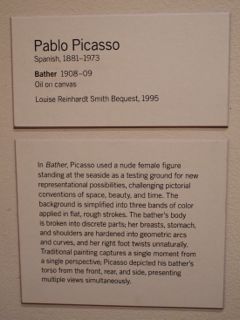 Pablo Picasso
Spanish, 1881–1973
Bather 1908–09
Oil on canvas
Louise Reinhardt Smith Bequest, 1995
In Bather, Picasso used a nude female figure
standing at the seaside as a testing ground for new
representational possibilities, challenging pictorial
conventions of space, beauty, and time. The
background is simplified into three bands of color
applied in flat, rough strokes. The bather's body
is broken into discrete parts; her breasts, stomach,
and shoulders are hardened into geometric arcs
and curves, and her right foot twists unnaturally.
Traditional painting captures a single moment from
a single perspective; Picasso depicted his bather's
torso from the front, rear, and side, presenting
multiple views simultaneously.